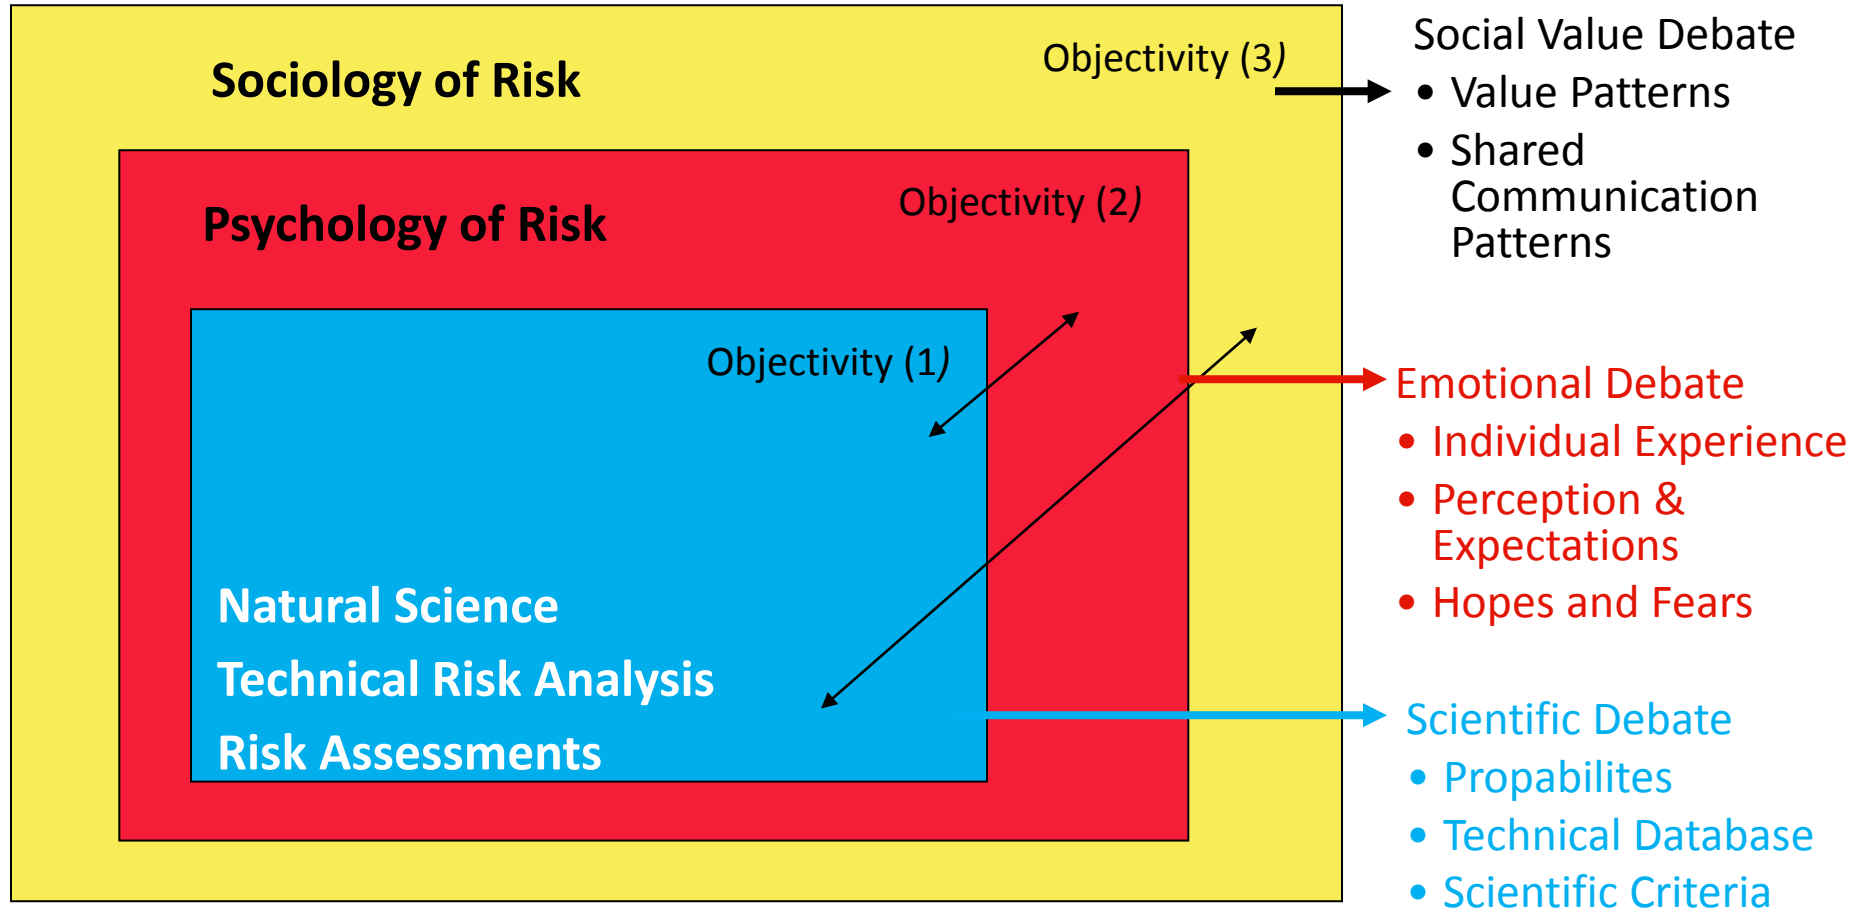 Sociology of Risk
Objectivity (3)
Psychology of Risk
Objectivity (2)
Objectivity (1)
Natural Science
Technical Risk Analysis
Risk Assessments
Social Value Debate
• Value Patterns
• Shared
Communication
Patterns
Emotional Debate
• Individual Experience
• Perception &
Expectations
• Hopes and Fears
Scientific Debate
• Propabilites
• Technical Database
• Scientific Criteria